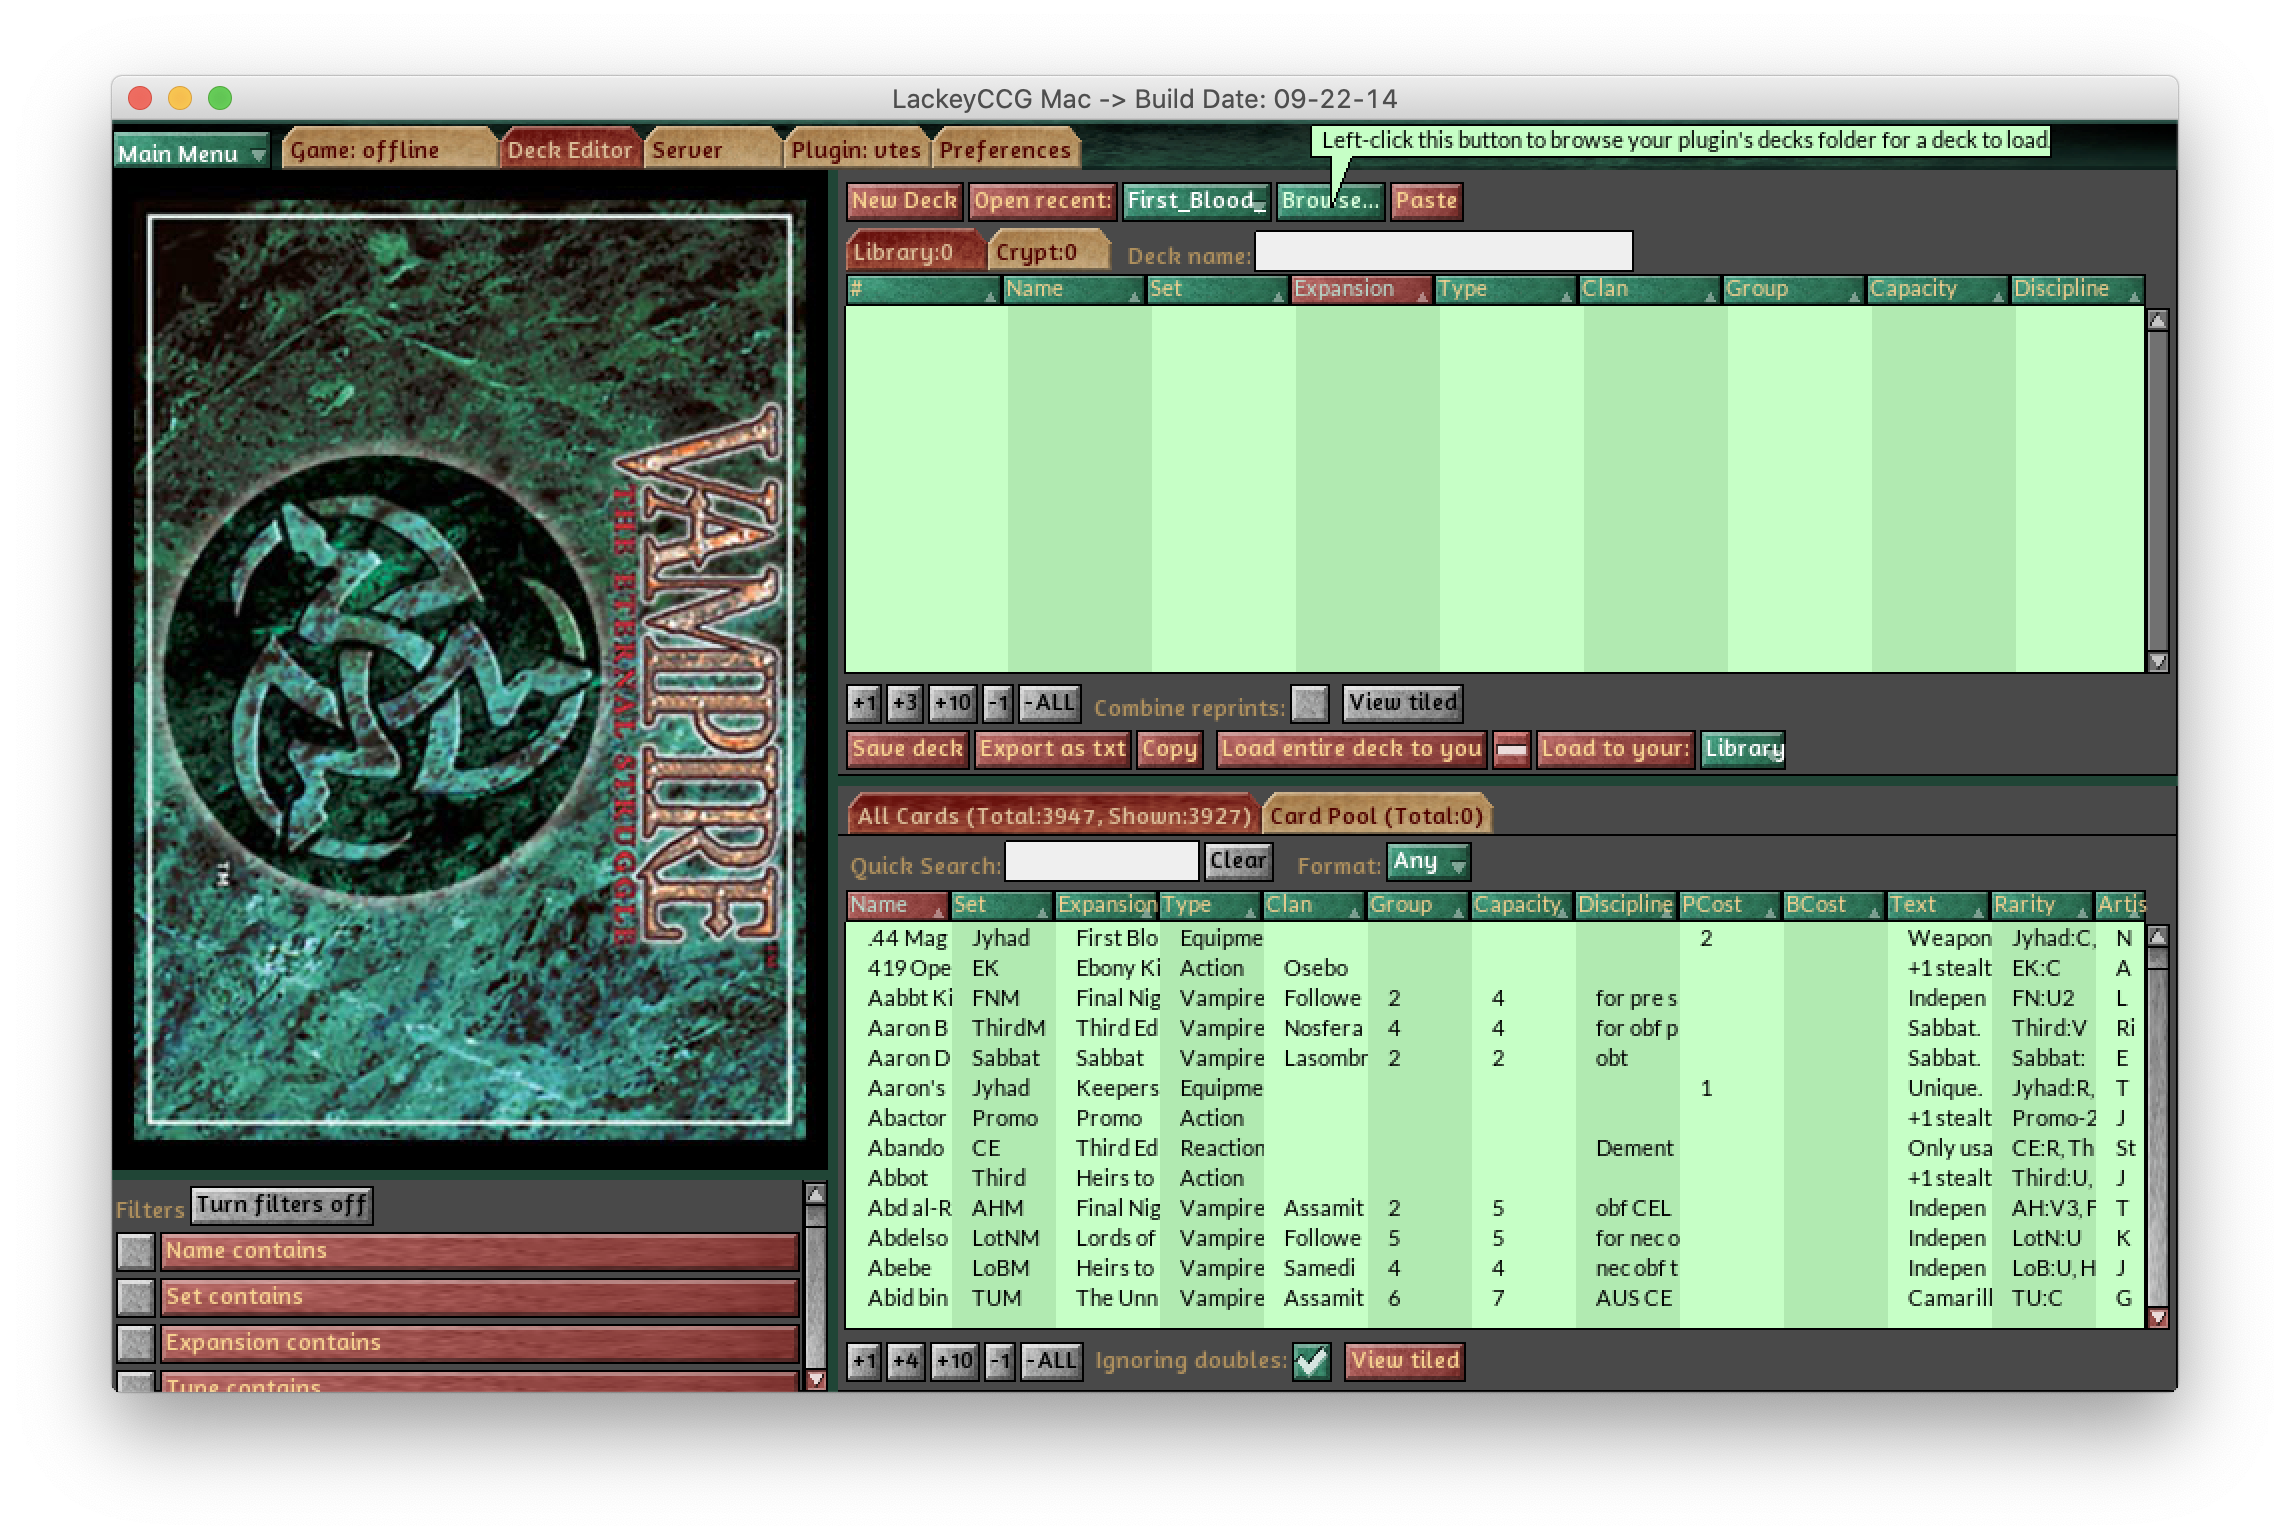 LackeyCCG Mac -> Build Date: 09-22-14
Main Menu
Game: offline
Deck Editor
Server
Plugin: vtes
Preferences
Left-click this button to browse your plugin's decks folder for a deck to load.
New Deck
Open recent:
First_Blood_
Browse...
Paste
Library:0
Crypt:0
Deck name:
# Name Set Expansion Type Clan Group Capacity Discipline
+1 +3 +10 -1 -ALL Combine reprints: View tiled
Save deck Export as txt Copy Load entire deck to you Load to your: Library
VAMPIRE
THE ETERNAL STRUGGLE
TM
Filters Turn filters off
Name contains
Set contains
Expansion contains
Type contains
All Cards (Total:3947, Shown:3927) Card Pool (Total:0)
Quick Search: Clear Format: Any
Name Set Expansion Type Clan Group Capacity Discipline PCost BCost Text Rarity Artis
.44 Mag Jyhad First Blo Equipme 2 Weapon Jyhad:C, N
419 Ope EK Ebony Ki Action Osebo +1 stealt EK:C A
Aabbt Ki FNM Final Nig Vampire Followe 2 4 for pre s Indepen FN:U2 L
Aaron B ThirdM Third Ed Vampire Nosfera 4 4 for obf p Sabbat. Third:V Ri
Aaron D Sabbat Sabbat Vampire Lasombr 2 2 obt Sabbat. Sabbat: E
Aaron's Jyhad Keepers Equipme 1 Unique. Jyhad:R, T
Abactor Promo Promo Action +1 stealt Promo-2 J
Abando CE Third Ed Reaction Dement Only usa CE:R, Th St
Abbot Third Heirs to Action +1 stealt Third:U, J
Abd al-R AHM Final Nig Vampire Assamit 2 5 obf CEL Indepen AH:V3, F T
Abdelso LotNM Lords of Vampire Followe 5 5 for nec o Indepen LotN:U K
Abebe LoBM Heirs to Vampire Samedi 4 4 nec obf t Indepen LoB:U, H J
Abid bin TUM The Unn Vampire Assamit 6 7 AUS CE Camarill TU:C G
+1 +4 +10 -1 -ALL Ignoring doubles: View tiled